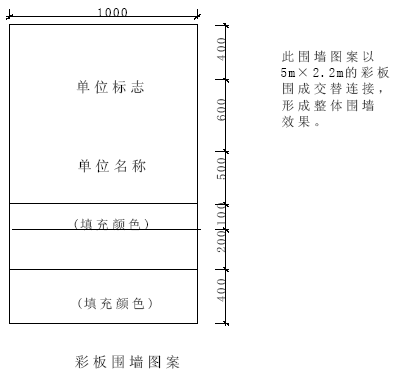 1000
400
此围墙图案以
5m×2.2m的彩板
围成交替连接，
形成整体围墙
效果。
单位标志
600
单位名称
500
100
(填充颜色)
200
400
(填充颜色)
彩板围墙图案